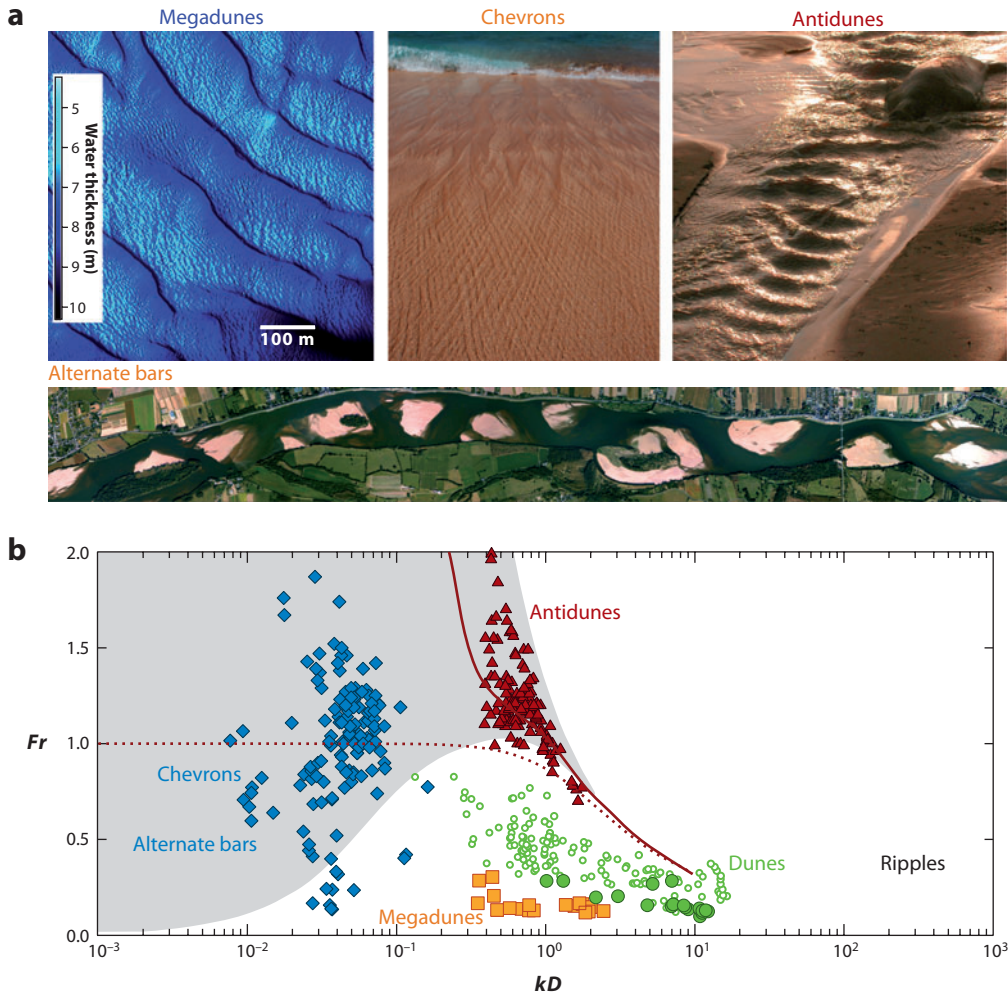 a
Megadunes
Chevrons
Antidunes
5
6
7
8
9
10
Water thickness (m)
100 m
Alternate bars
b
2.0
1.5
1.0
0.5
0.0
Fr
Antidunes
Chevrons
Alternate bars
Megadunes
Dunes
Ripples
10⁻³
10⁻²
10⁻¹
10⁰
10¹
10²
10³
kD